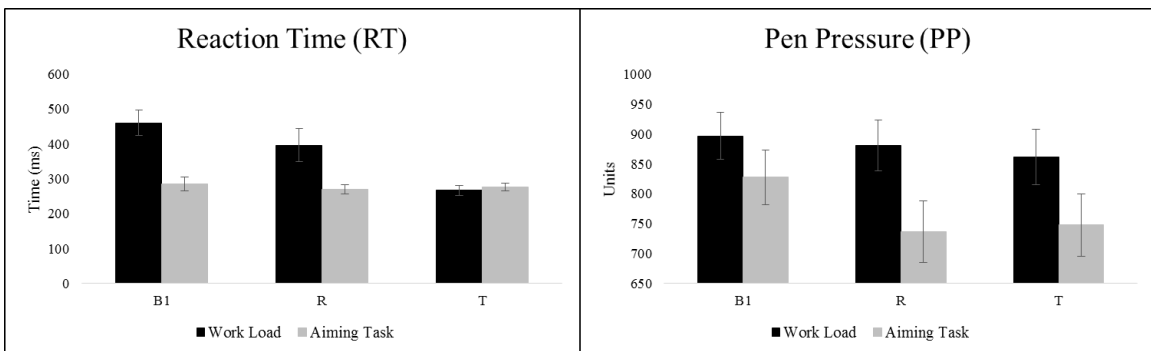 Reaction Time (RT)
600
500
400
300
200
100
0
Time (ms)
B1 R T
Work Load Aiming Task
Pen Pressure (PP)
1000
950
900
850
800
750
700
650
Units
B1 R T
Work Load Aiming Task